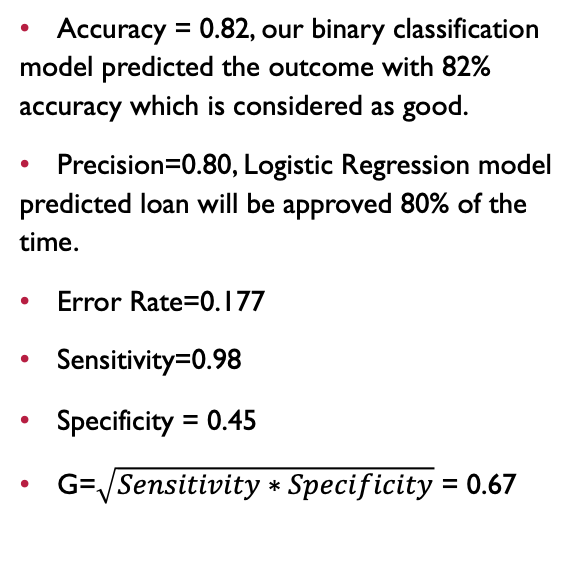 • Accuracy = 0.82, our binary classification
model predicted the outcome with 82%
accuracy which is considered as good.
• Precision=0.80, Logistic Regression model
predicted loan will be approved 80% of the
time.
• Error Rate=0.177
• Sensitivity=0.98
• Specificity = 0.45
• G=√Sensitivity * Specificity = 0.67